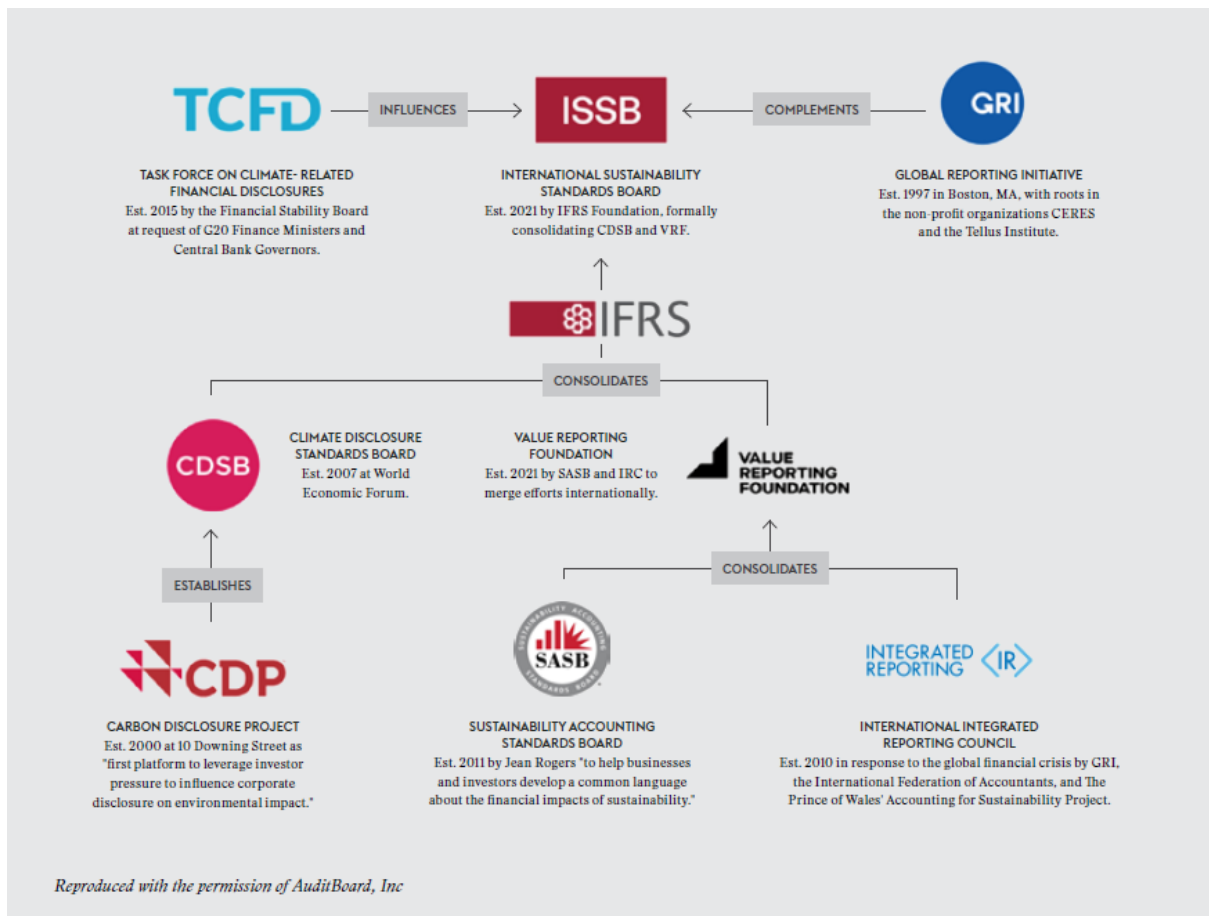 TCFD
INFLUENCES
ISSB
COMPLEMENTS
GRI
TASK FORCE ON CLIMATE- RELATED
FINANCIAL DISCLOSURES
Est. 2015 by the Financial Stability Board
at request of G20 Finance Ministers and
Central Bank Governors.
INTERNATIONAL SUSTAINABILITY
STANDARDS BOARD
Est. 2021 by IFRS Foundation, formally
consolidating CDSB and VRF.
GLOBAL REPORTING INITIATIVE
Est. 1997 in Boston, MA, with roots in
the non-profit organizations CERES
and the Tellus Institute.
IFRS
CONSOLIDATES
CDSB
CLIMATE DISCLOSURE
STANDARDS BOARD
Est. 2007 at World
Economic Forum.
VALUE REPORTING
FOUNDATION
Est. 2021 by SASB and IRC to
merge efforts internationally.
VALUE
REPORTING
FOUNDATION
ESTABLISHES
CONSOLIDATES
CDP
SUSTAINABILITY ACCOUNTING
SASB
STANDARDS BOARD
INTEGRATED
REPORTING
<IR>
CARBON DISCLOSURE PROJECT
Est. 2000 at 10 Downing Street as
"first platform to leverage investor
pressure to influence corporate
disclosure on environmental impact."
SUSTAINABILITY ACCOUNTING
STANDARDS BOARD
Est. 2011 by Jean Rogers "to help businesses
and investors develop a common language
about the financial impacts of sustainability."
INTERNATIONAL INTEGRATED
REPORTING COUNCIL
Est. 2010 in response to the global financial crisis by GRI,
the International Federation of Accountants, and The
Prince of Wales' Accounting for Sustainability Project.
Reproduced with the permission of AuditBoard, Inc